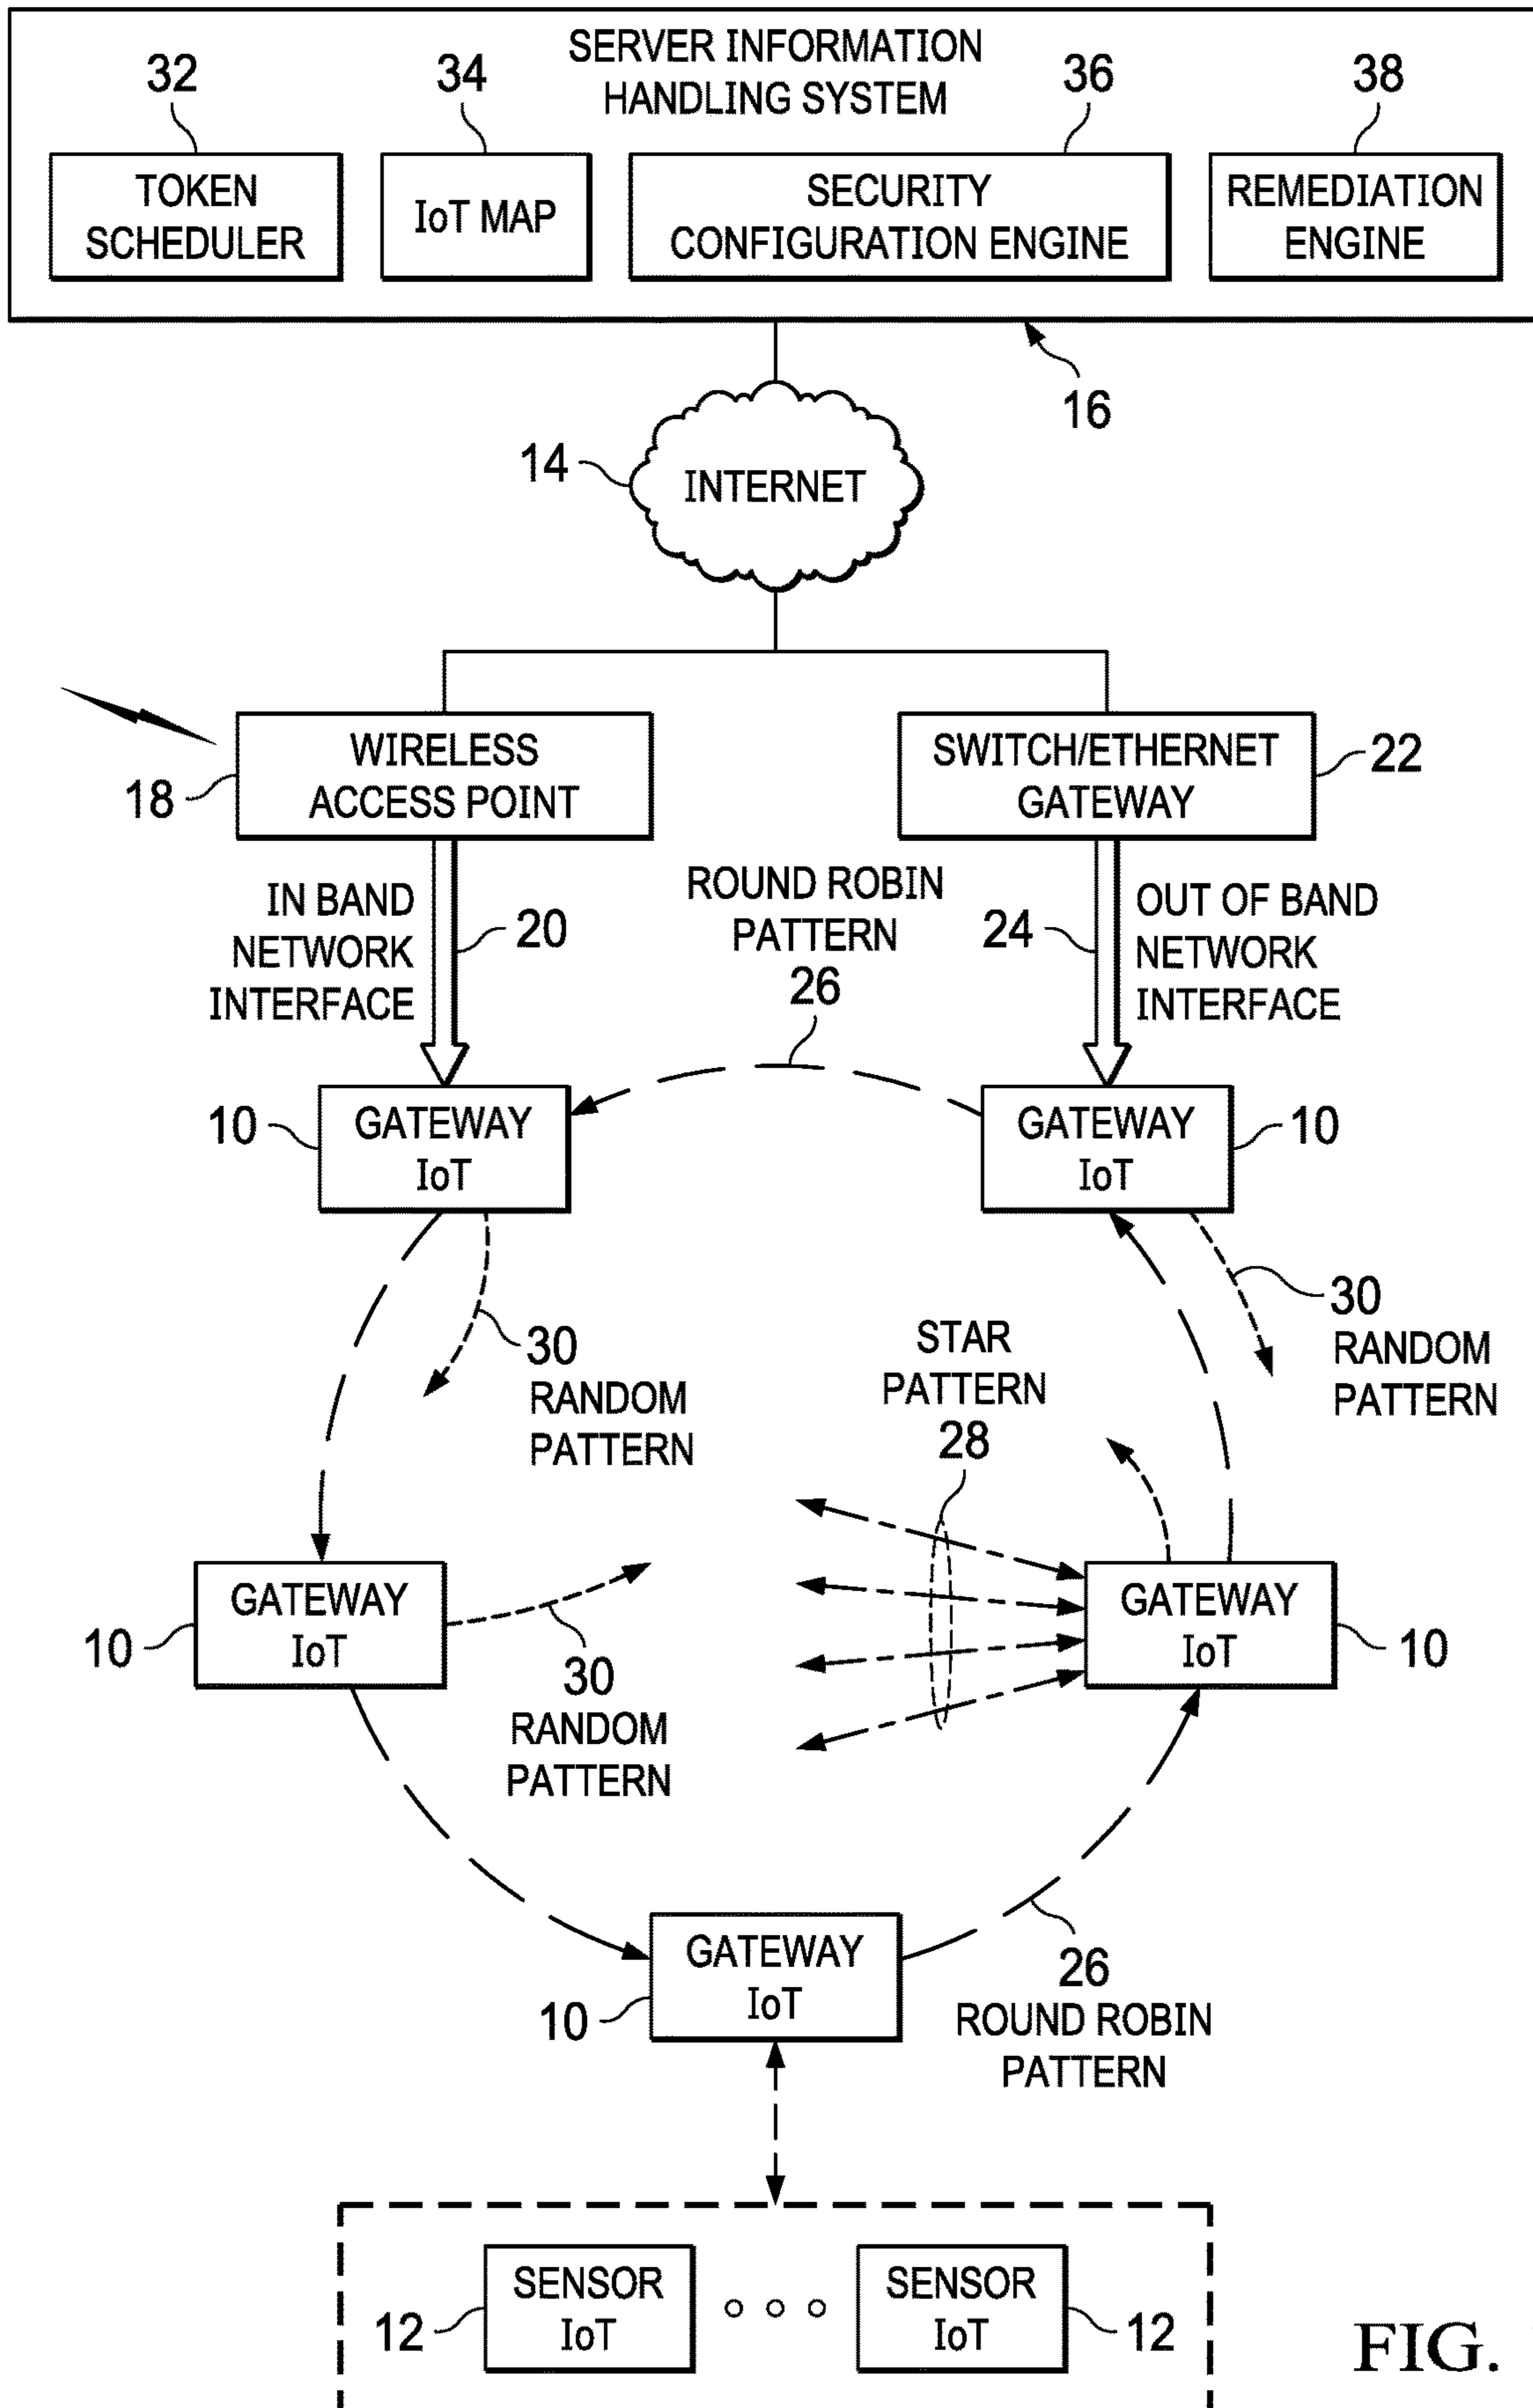 SERVER INFORMATION
HANDLING SYSTEM
32
34
36
38
TOKEN
SCHEDULER
IoT MAP
SECURITY
CONFIGURATION ENGINE
REMEDIATION
ENGINE
16
14
INTERNET
WIRELESS
ACCESS POINT
18
SWITCH/ETHERNET
GATEWAY
22
IN BAND
NETWORK
INTERFACE
20
ROUND ROBIN
PATTERN
26
24
OUT OF BAND
NETWORK
INTERFACE
10
GATEWAY
IoT
GATEWAY
IoT
10
30
RANDOM
PATTERN
30
RANDOM
PATTERN
STAR
PATTERN
28
10
GATEWAY
IoT
30
RANDOM
PATTERN
GATEWAY
IoT
10
10
GATEWAY
IoT
26
ROUND ROBIN
PATTERN
12
SENSOR
IoT
SENSOR
IoT
12
FIG.